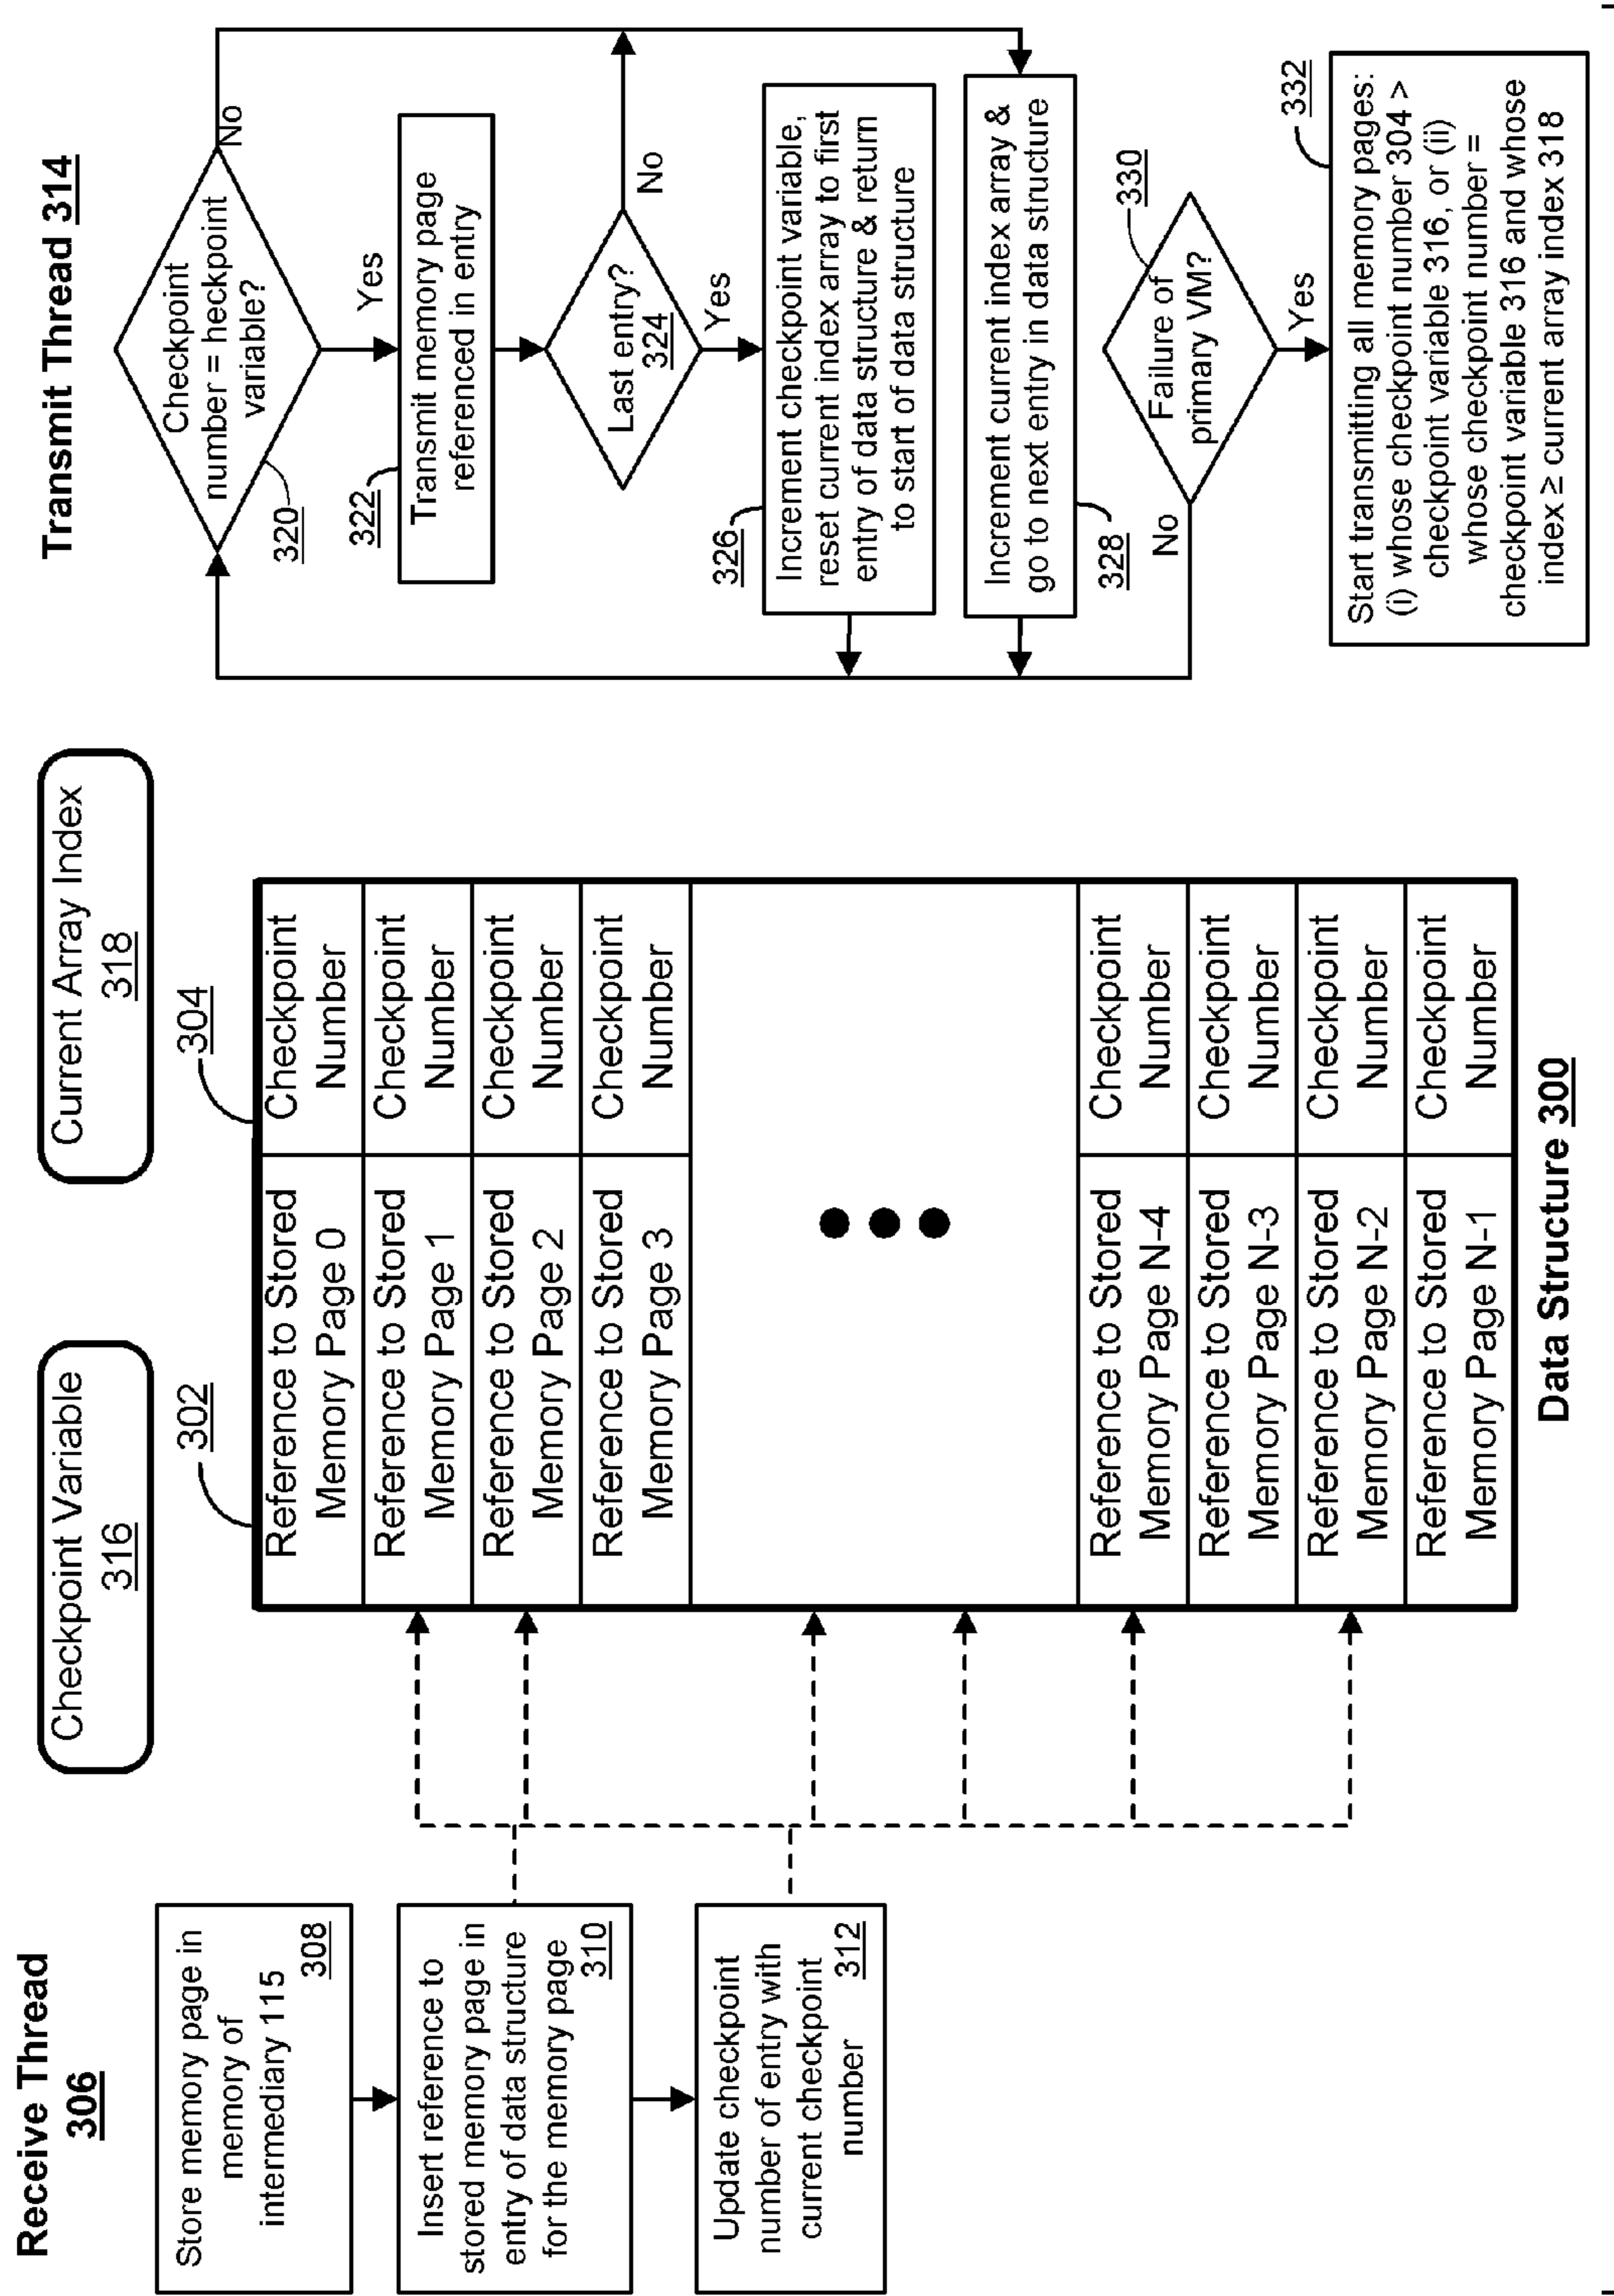 Receive Thread
306
Store memory page in
memory of
intermediary 115
308
Insert reference to
stored memory page in
entry of data structure
for the memory page
310
Update checkpoint
number of entry with
current checkpoint
number
312
Checkpoint Variable
316
Current Array Index
318
302
304
Reference to Stored
Memory Page 0
Checkpoint
Number
Reference to Stored
Memory Page 1
Checkpoint
Number
Reference to Stored
Memory Page 2
Checkpoint
Number
Reference to Stored
Memory Page 3
Checkpoint
Number
Reference to Stored
Memory Page N-4
Checkpoint
Number
Reference to Stored
Memory Page N-3
Checkpoint
Number
Reference to Stored
Memory Page N-2
Checkpoint
Number
Reference to Stored
Memory Page N-1
Checkpoint
Number
Data Structure 300
Transmit Thread 314
Checkpoint
number = heckpoint
variable?
320
No
Yes
322
Transmit memory page
referenced in entry
Last entry?
324
No
Yes
326
Increment checkpoint variable,
reset current index array to first
entry of data structure & return
to start of data structure
Increment current index array &
go to next entry in data structure
328
330
Failure of
primary VM?
No
Yes
332
Start transmitting all memory pages:
(i) whose checkpoint number 304 >
checkpoint variable 316, or (ii)
whose checkpoint number =
checkpoint variable 316 and whose
index ≥ current array index 318